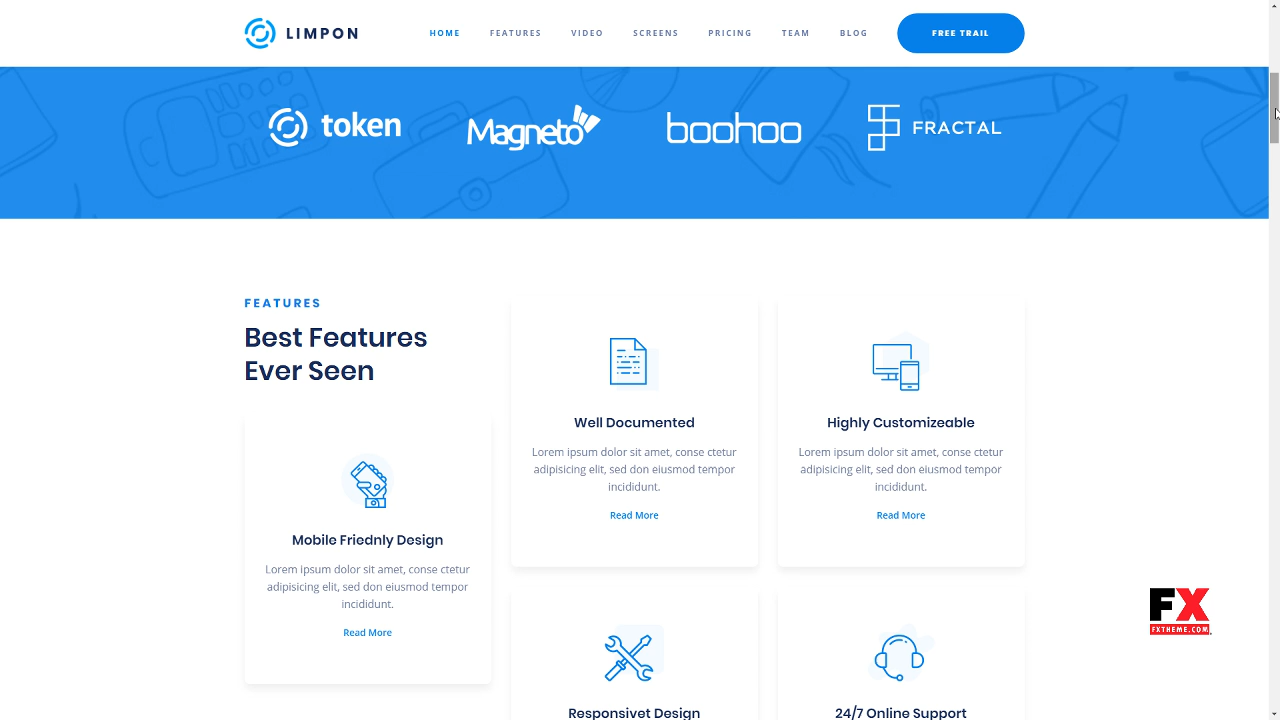 LIMPON
HOME
FEATURES
VIDEO
SCREENS
PRICING
TEAM
BLOG
FREE TRAIL
token
Magneto
boohoo
FRACTAL
FEATURES
Best Features
Ever Seen
Mobile Friednly Design
Lorem ipsum dolor sit amet, conse ctetur
adipisicing elit, sed don eiusmod tempor
incididunt.
Read More
Well Documented
Lorem ipsum dolor sit amet, conse ctetur
adipisicing elit, sed don eiusmod tempor
incididunt.
Read More
Highly Customizeable
Lorem ipsum dolor sit amet, conse ctetur
adipisicing elit, sed don eiusmod tempor
incididunt.
Read More
Responsivet Design
24/7 Online Support
FX
FXTHEME.COM